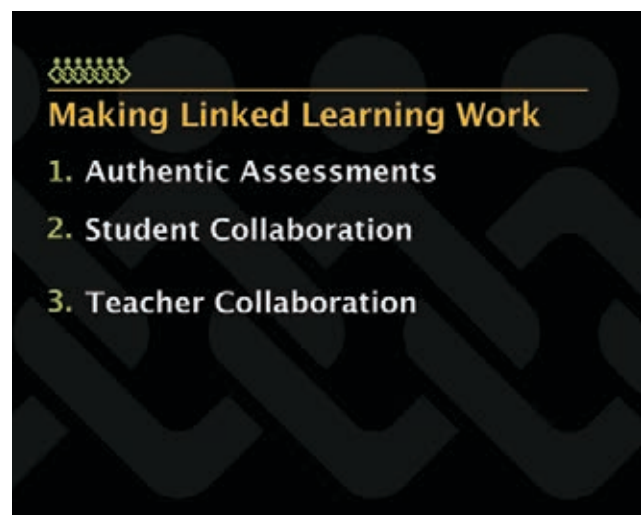 Making Linked Learning Work
1. Authentic Assessments
2. Student Collaboration
3. Teacher Collaboration